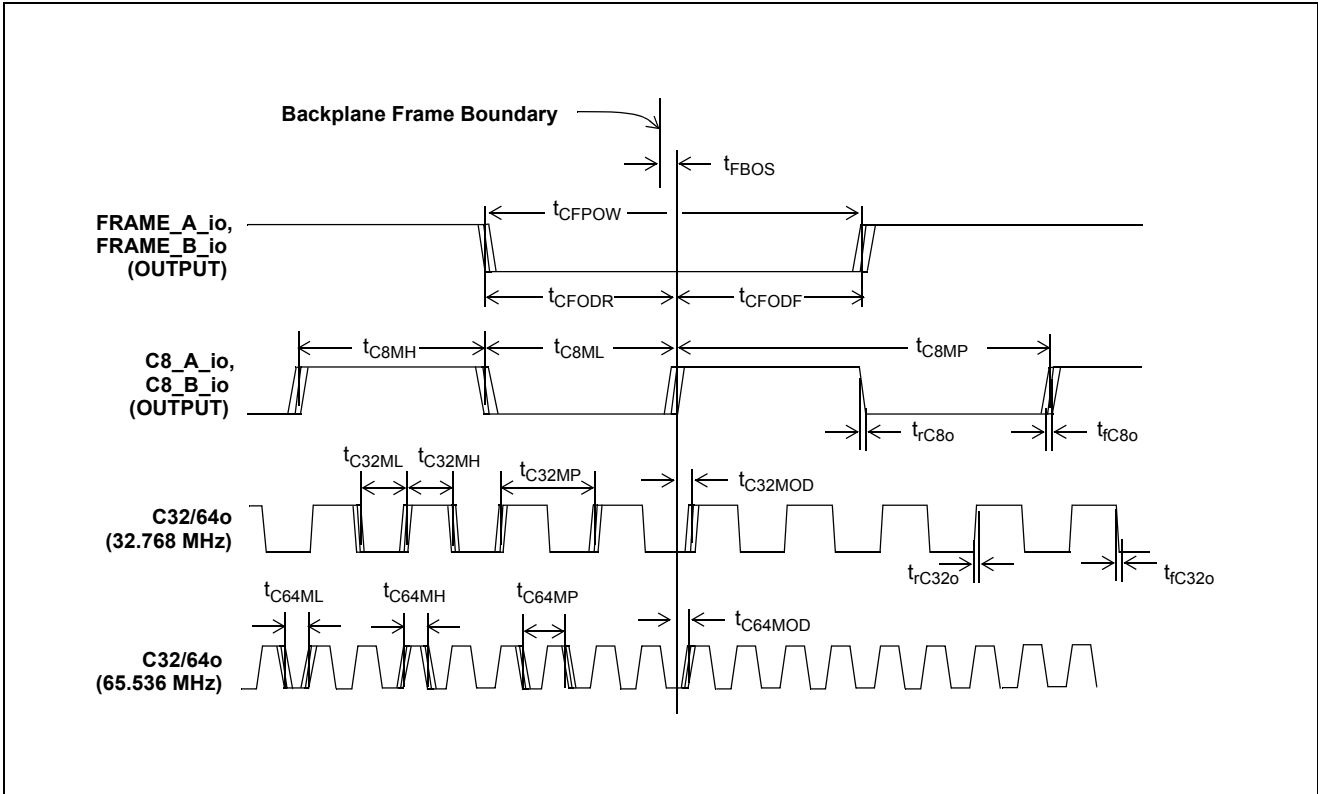 Backplane Frame Boundary
tFBOS
FRAME_A_io,
FRAME_B_io
(OUTPUT)
tCFPOW
tCFODR
tCFODF
C8_A_io,
C8_B_io
(OUTPUT)
tC8MH
tC8ML
tC8MP
trC8o
tfC8o
tC32ML
tC32MH
tC32MP
tC32MOD
C32/64o
(32.768 MHz)
trC32o
tfC32o
tC64ML
tC64MH
tC64MP
tC64MOD
C32/64o
(65.536 MHz)